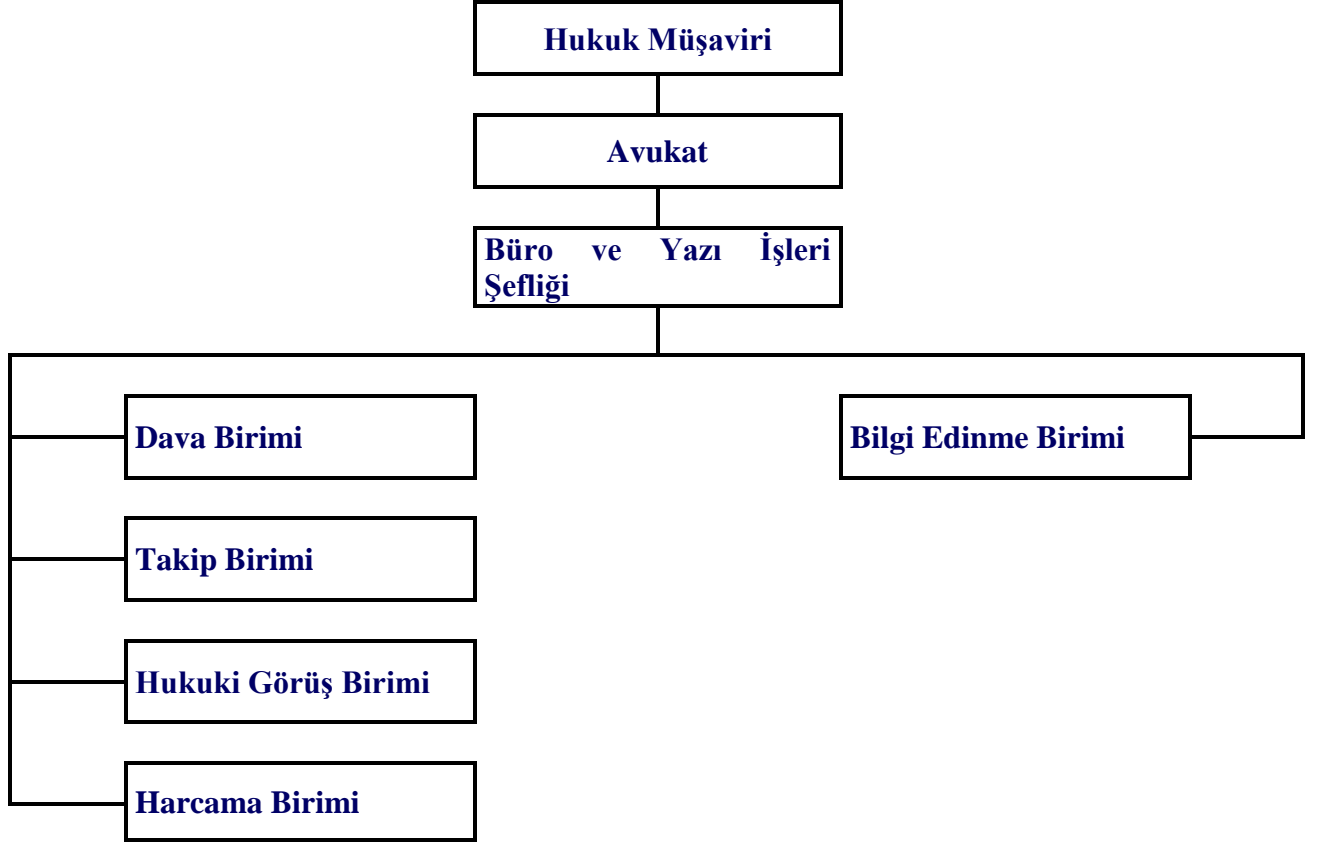 Hukuk Müşaviri
Avukat
Büro ve Yazı İşleri
Şefliği
Dava Birimi
Bilgi Edinme Birimi
Takip Birimi
Hukuki Görüş Birimi
Harcama Birimi